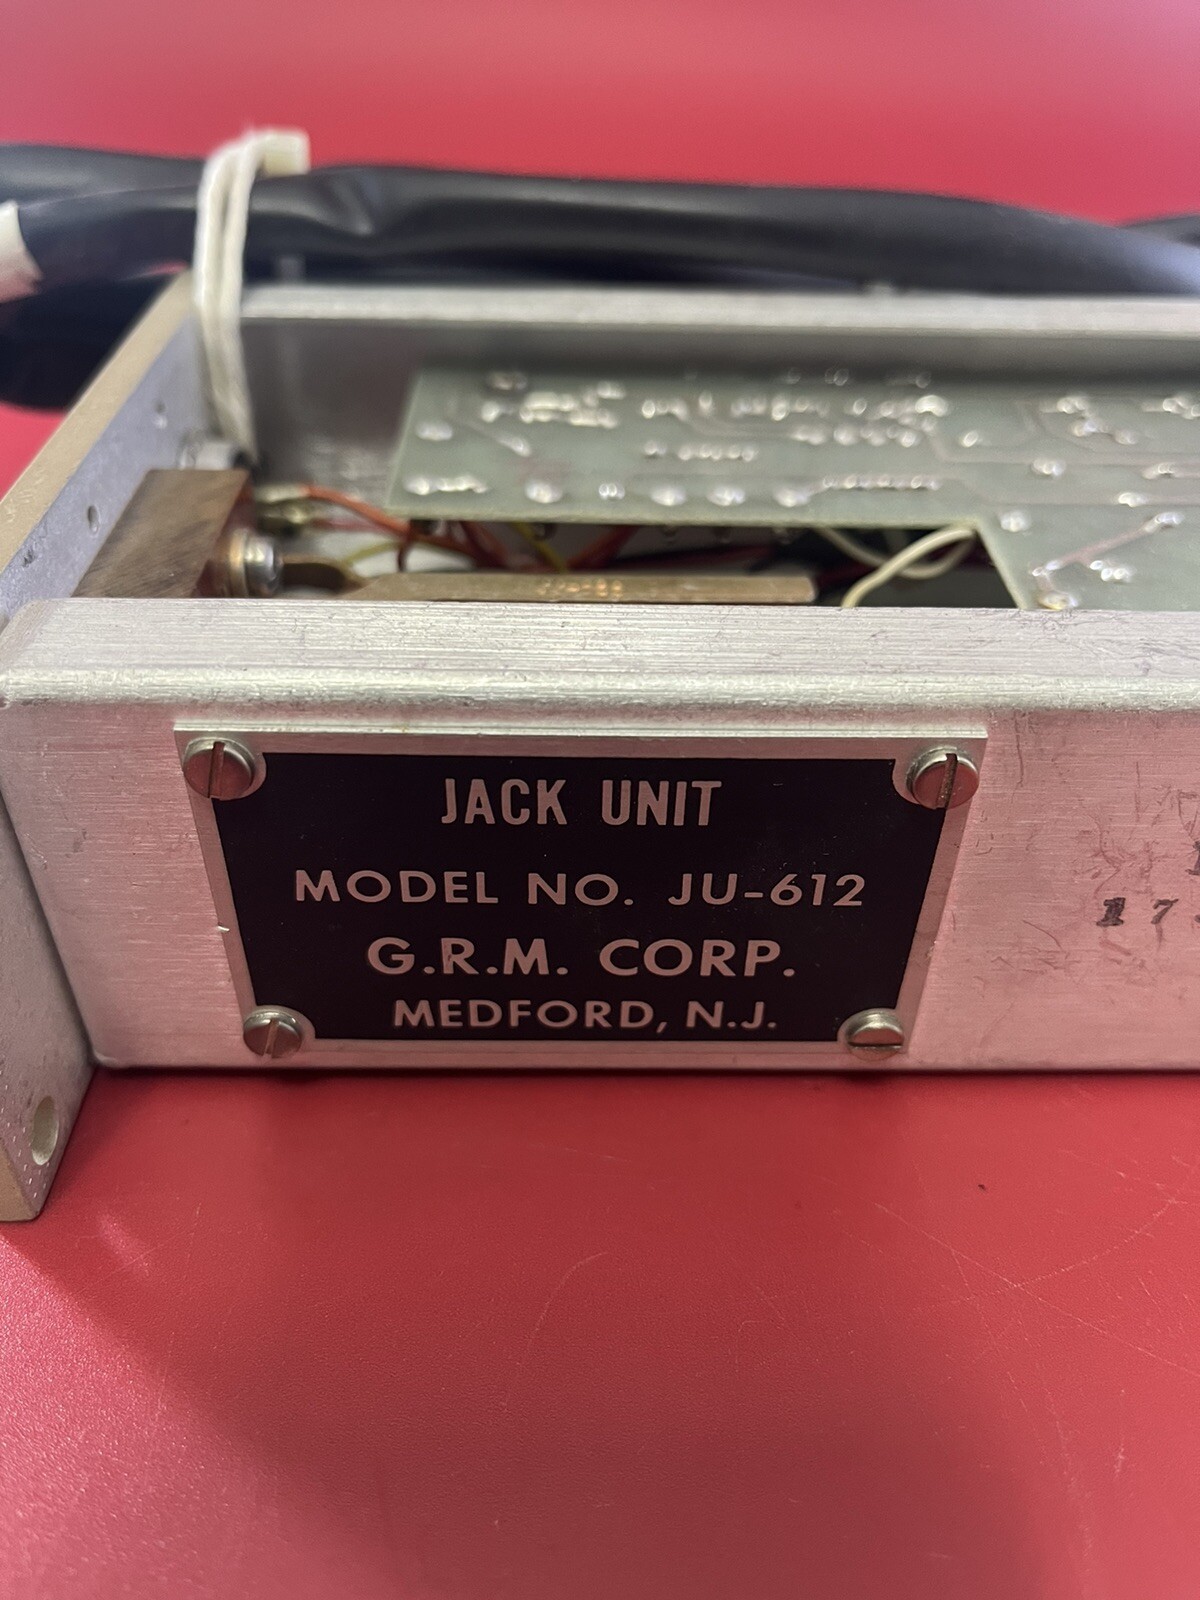 JACK UNIT
MODEL NO. JU-612
G.R.M. CORP.
MEDFORD, N.J.